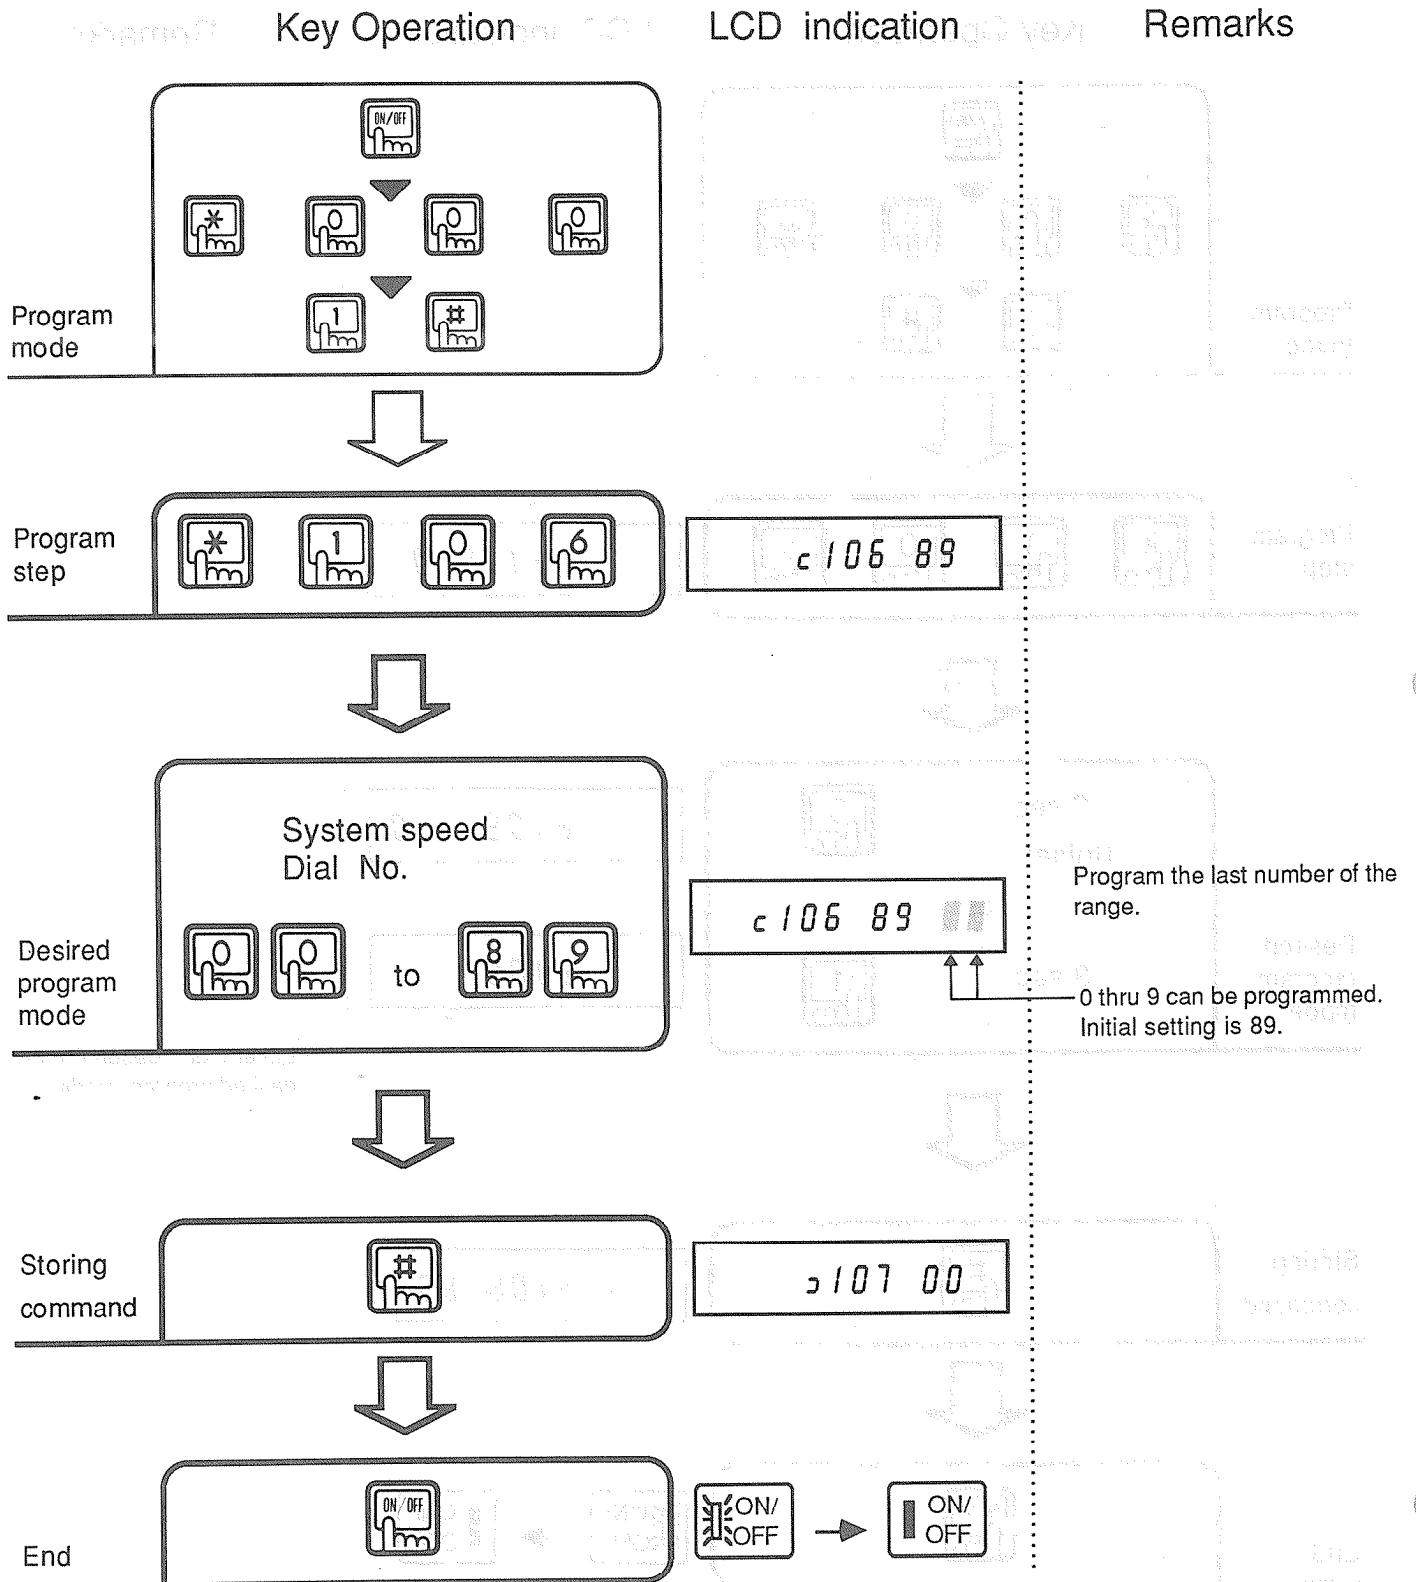 Key Operation
LCD indication
Remarks
ON/OFF
* 0 0 0
1 #
Program
mode
Program
step
* 1 0 6
c106 89
System speed
Dial No.
0 0 to 8 9
Desired
program
mode
c106 89
Program the last number of the
range.
0 thru 9 can be programmed.
Initial setting is 89.
Storing
command
#
ɔ107 00
End
ON/OFF
ON/
OFF
ON/
OFF